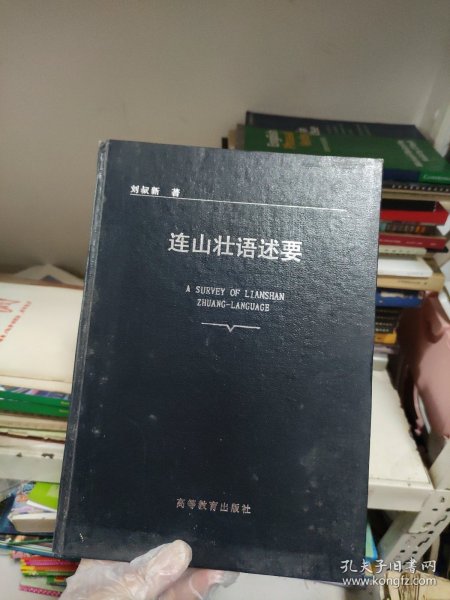 刘叔新 著
连山壮语述要
A SURVEY OF LIANSHAN
ZHUANG-LANGUAGE
高等教育出版社
孔夫子旧书网
www.kongfz.com